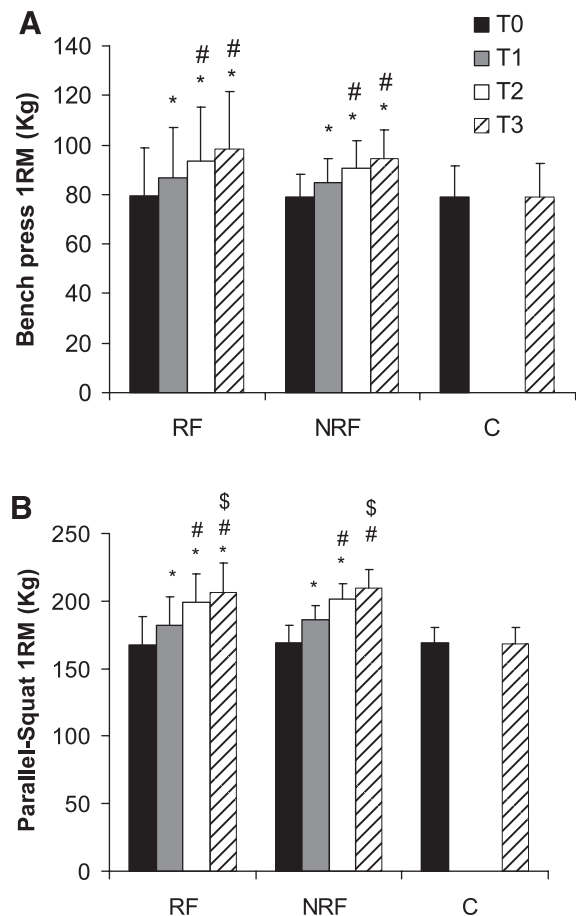 A
T0
T1
T2
T3
Bench press 1RM (Kg)
140
120
100
80
60
40
20
0
*
#
*
#
*
*
#
*
#
*
RF
NRF
C
B
Parallel-Squat 1RM (Kg)
250
200
150
100
50
0
*
#
*
$
#
*
*
#
*
$
#
RF
NRF
C